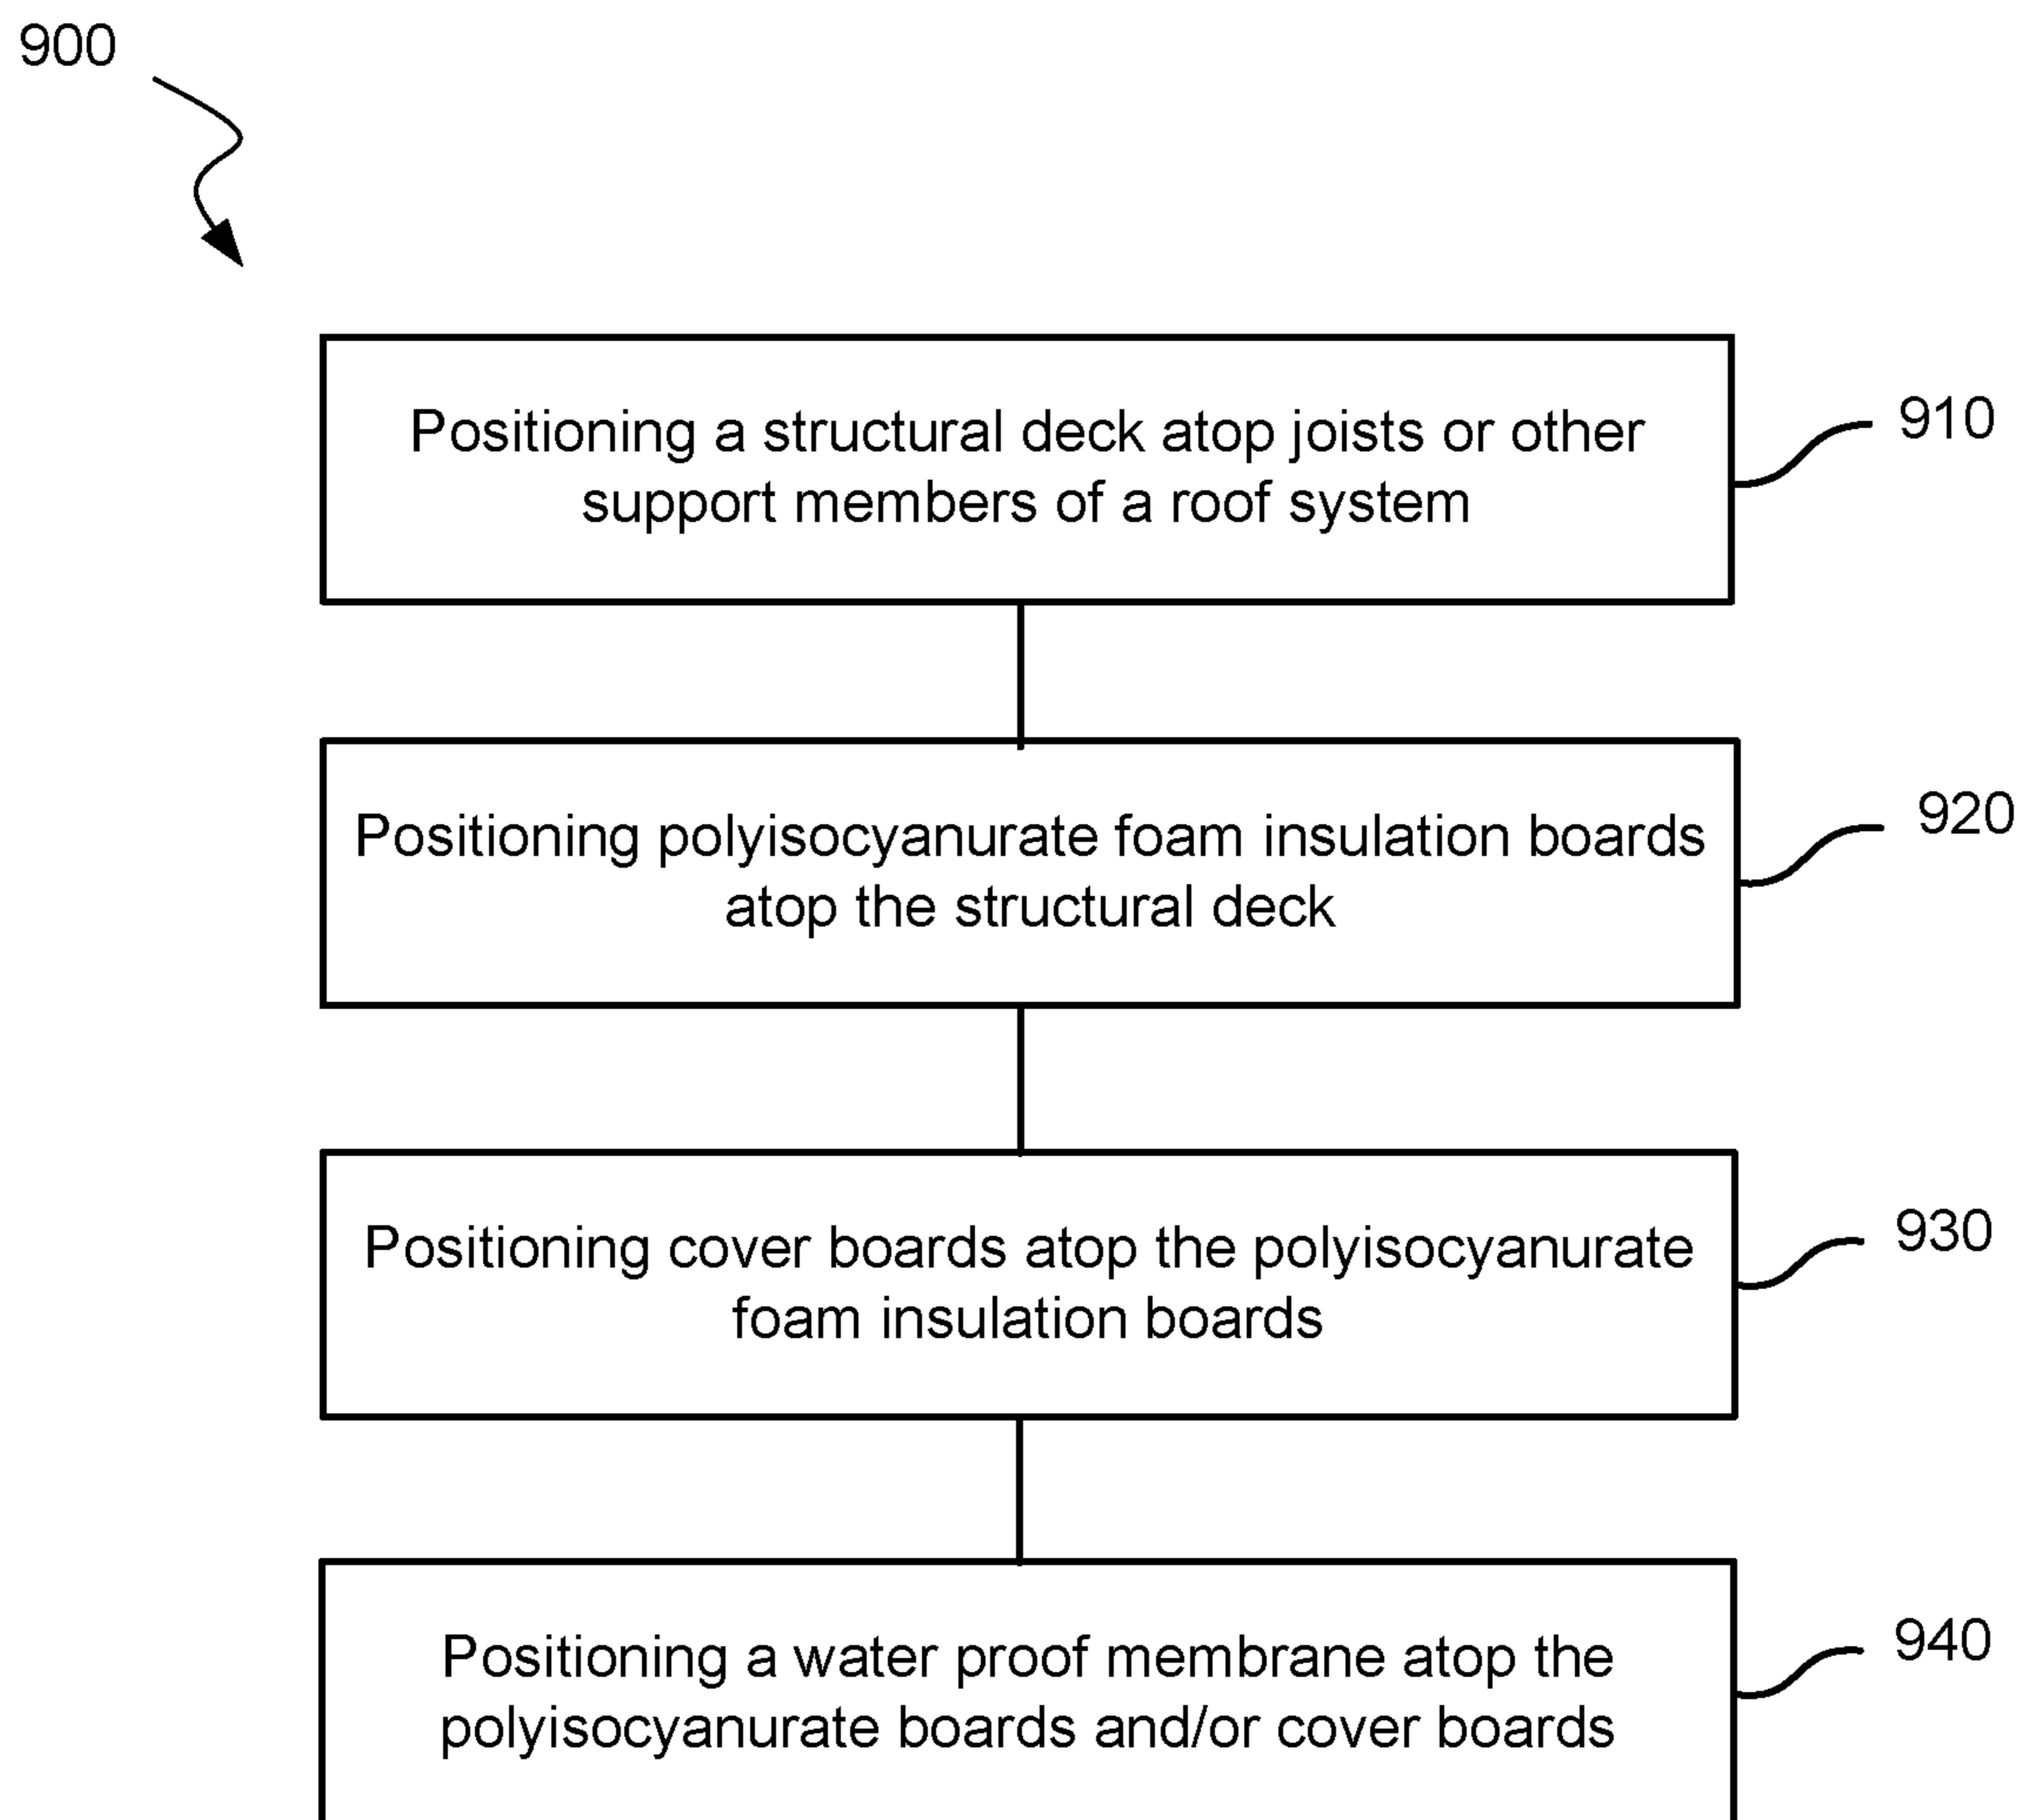 900
Positioning a structural deck atop joists or other
support members of a roof system
910
Positioning polyisocyanurate foam insulation boards
atop the structural deck
920
Positioning cover boards atop the polyisocyanurate
foam insulation boards
930
Positioning a water proof membrane atop the
polyisocyanurate boards and/or cover boards
940